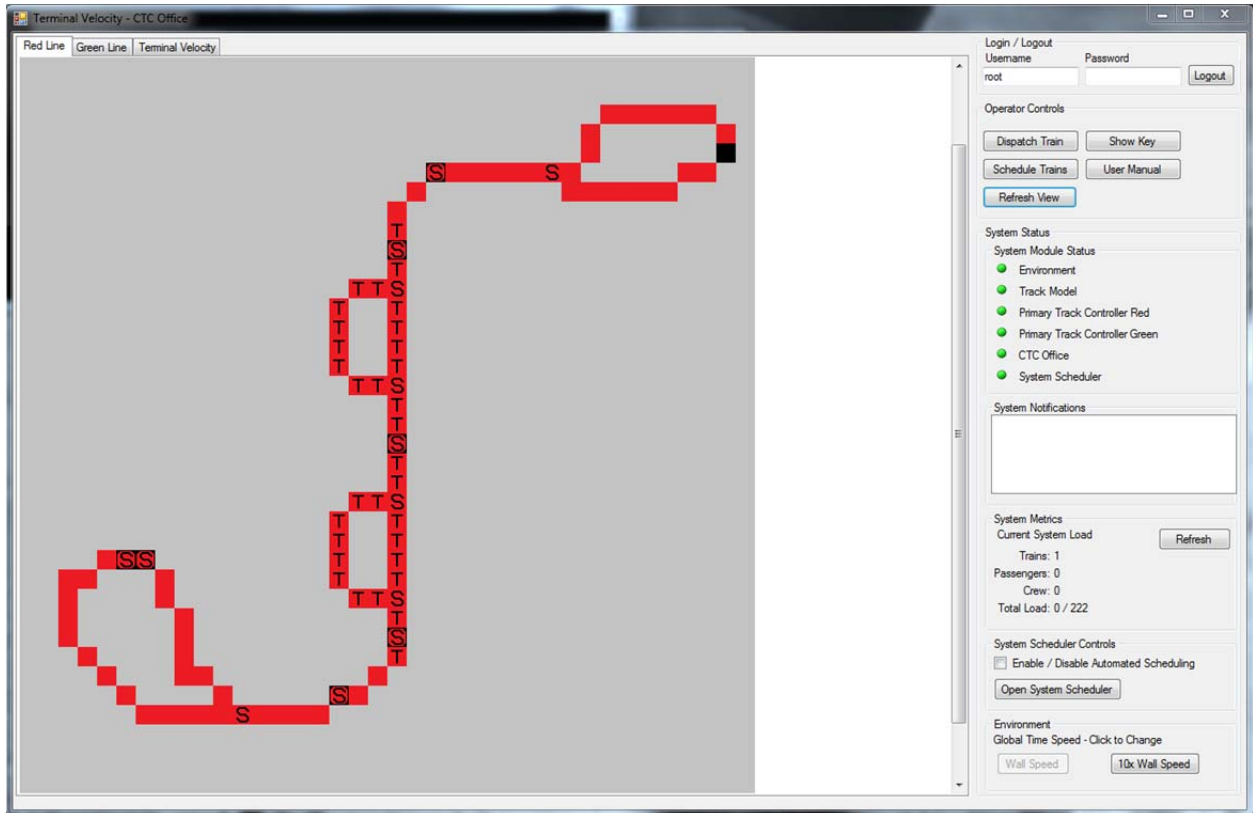 Terminal Velocity - CTC Office
Red Line Green Line Terminal Velocity
S S
T
S
T
T T S
T T
T T
T T
T T
T T S
T
T
S
T
T
T T S
T T
T T
T T
S S T T
T T S
T
S
T
S
S
Login / Logout
Username Password
root Logout
Operator Controls
Dispatch Train Show Key
Schedule Trains User Manual
Refresh View
System Status
System Module Status
Environment
Track Model
Primary Track Controller Red
Primary Track Controller Green
CTC Office
System Scheduler
System Notifications
System Metrics
Current System Load Refresh
Trains: 1
Passengers: 0
Crew: 0
Total Load: 0 / 222
System Scheduler Controls
Enable / Disable Automated Scheduling
Open System Scheduler
Environment
Global Time Speed - Click to Change
Wall Speed 10x Wall Speed